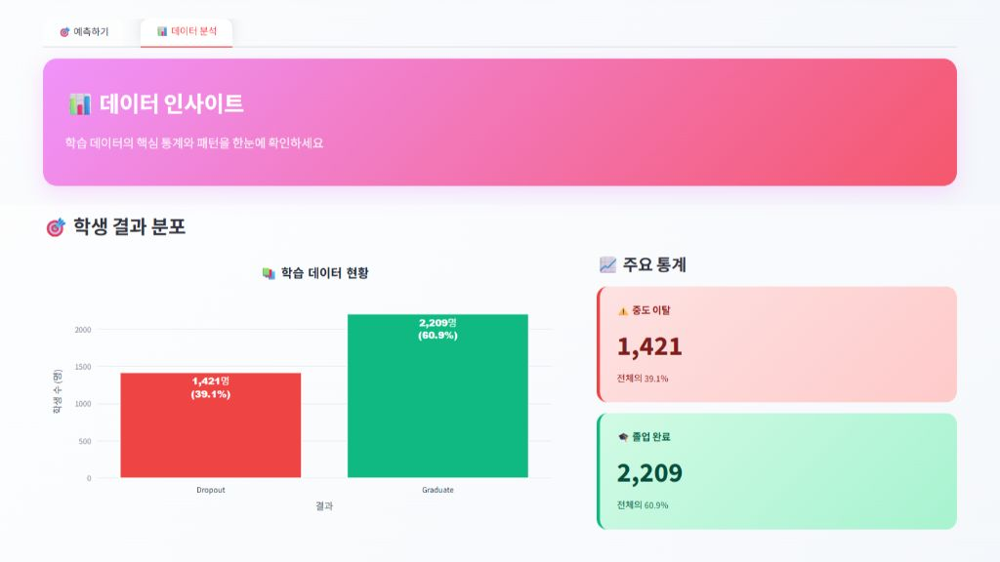 예측하기
데이터 분석
데이터 인사이트
학습 데이터의 핵심 통계와 패턴을 한눈에 확인하세요
학생 결과 분포
학습 데이터 현황
학생 수 (명)
2000
1500
1000
500
0
1,421명
(39.1%)
2,209명
(60.9%)
Dropout
Graduate
결과
주요 통계
중도 이탈
1,421
전체의 39.1%
졸업 완료
2,209
전체의 60.9%